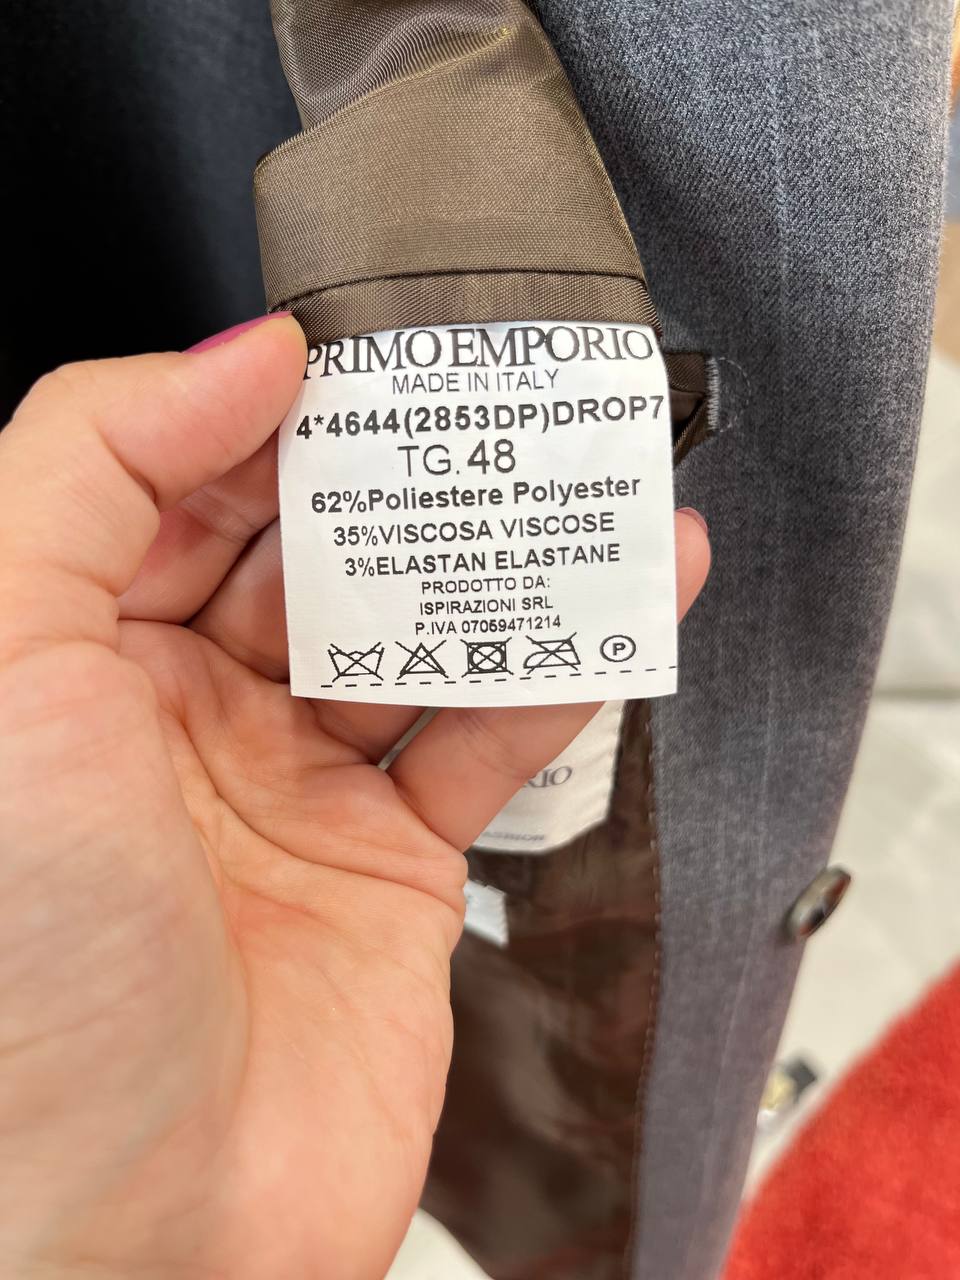 PRIMO EMPORIO
MADE IN ITALY
4*4644(2853DP)DROP7
TG. 48
62%Poliestere Polyester
35%VISCOSA VISCOSE
3%ELASTAN ELASTANE
PRODOTTO DA:
ISPIRAZIONI SRL
P.IVA 07059471214
P